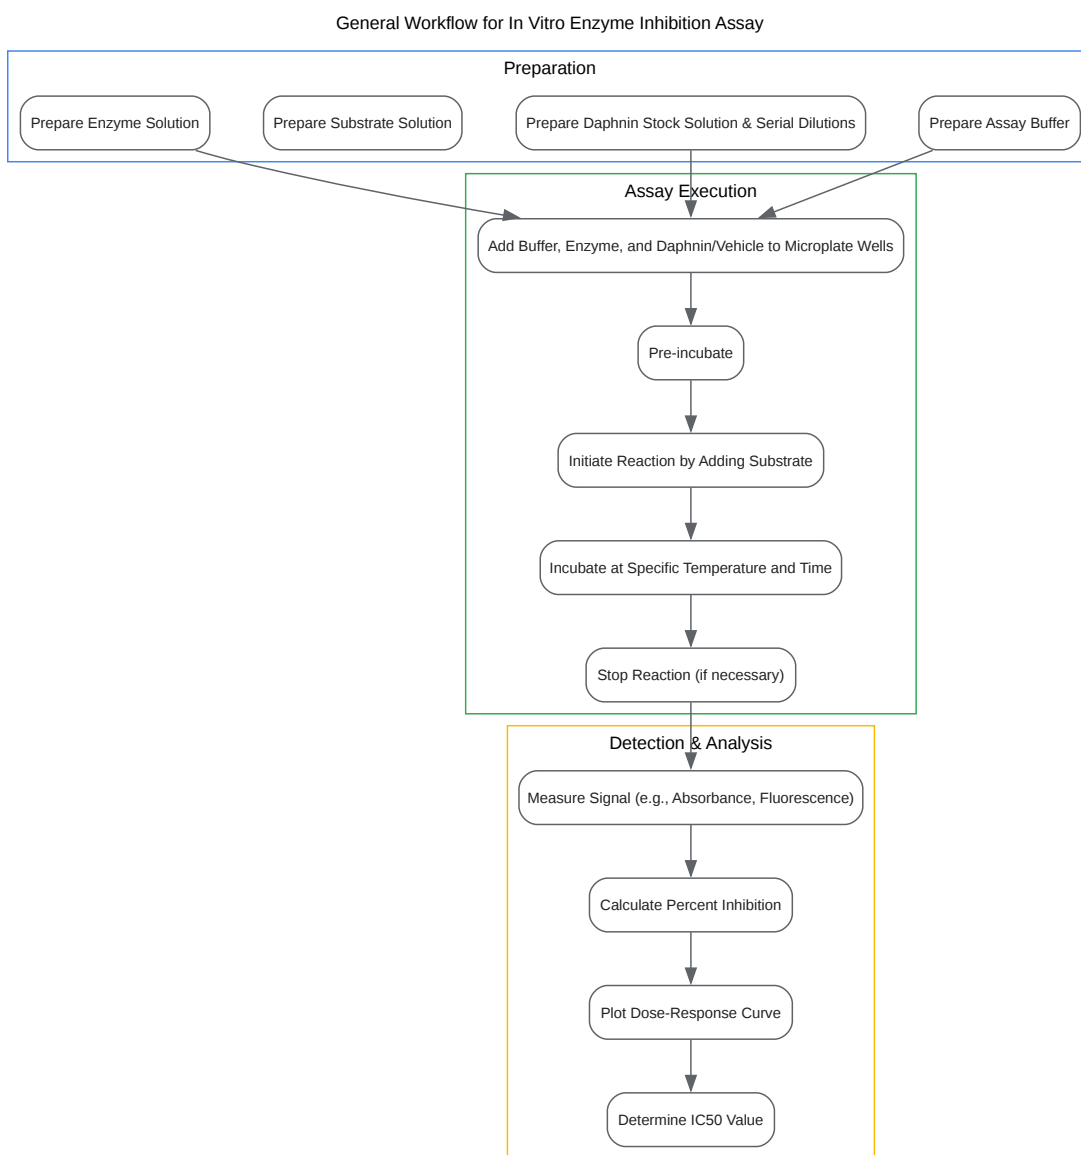 General Workflow for In Vitro Enzyme Inhibition Assay
Preparation
Prepare Enzyme Solution
Prepare Substrate Solution
Prepare Daphnin Stock Solution & Serial Dilutions
Prepare Assay Buffer
Assay Execution
Add Buffer, Enzyme, and Daphnin/Vehicle to Microplate Wells
Pre-incubate
Initiate Reaction by Adding Substrate
Incubate at Specific Temperature and Time
Stop Reaction (if necessary)
Detection & Analysis
Measure Signal (e.g., Absorbance, Fluorescence)
Calculate Percent Inhibition
Plot Dose-Response Curve
Determine IC50 Value